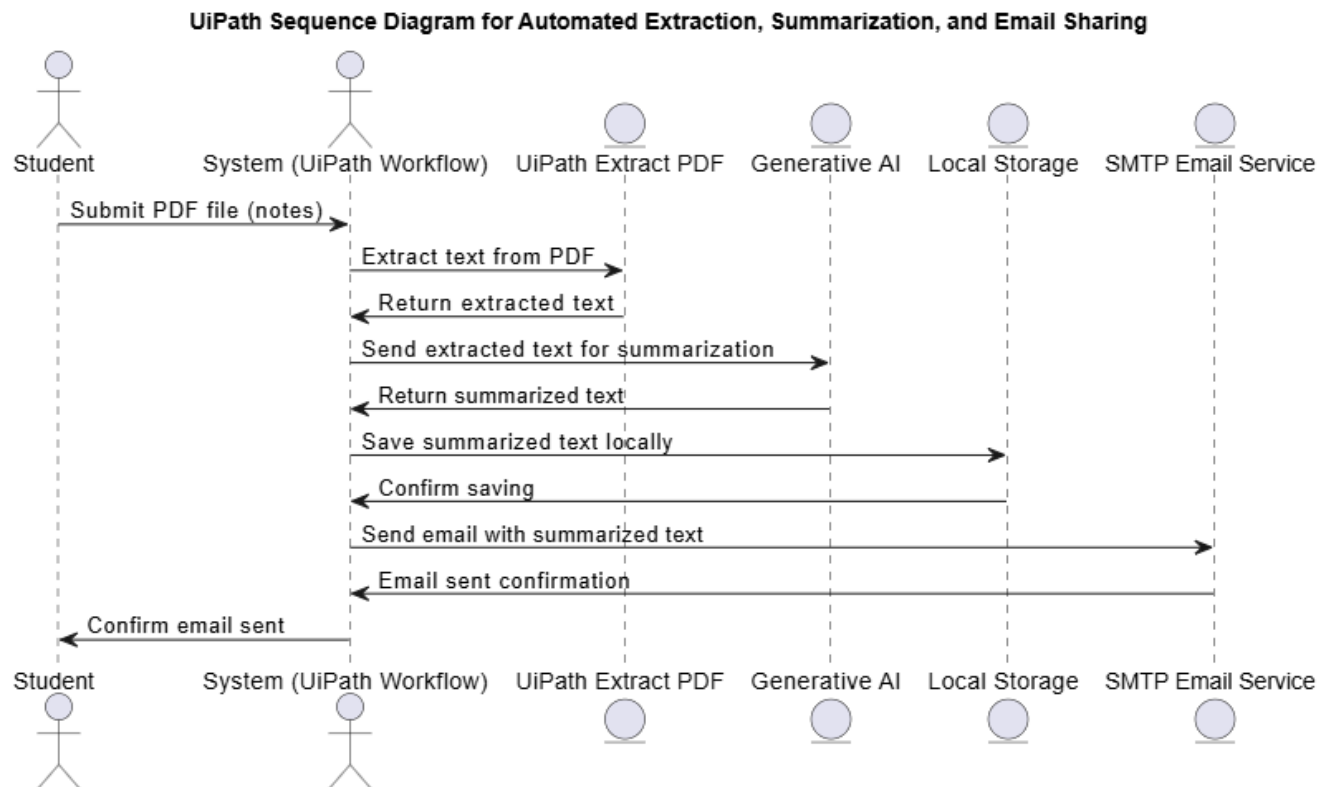 UiPath Sequence Diagram for Automated Extraction, Summarization, and Email Sharing
Student System (UiPath Workflow) UiPath Extract PDF Generative AI Local Storage SMTP Email Service
Submit PDF file (notes)
Extract text from PDF
Return extracted text
Send extracted text for summarization
Return summarized text
Save summarized text locally
Confirm saving
Send email with summarized text
Email sent confirmation
Confirm email sent
Student System (UiPath Workflow) UiPath Extract PDF Generative AI Local Storage SMTP Email Service